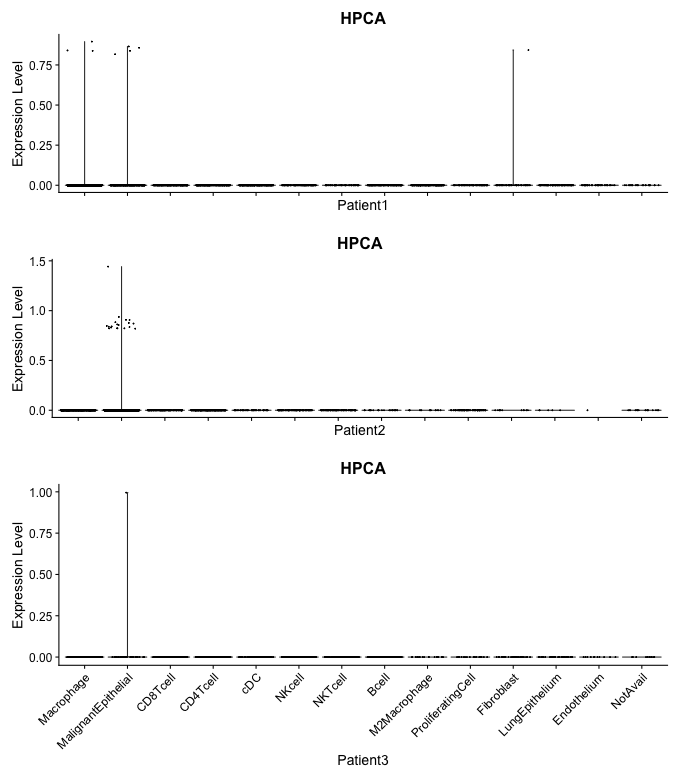 HPCA
Expression Level
0.75
0.50
0.25
0.00
Patient1
HPCA
Expression Level
1.5
1.0
0.5
0.0
Patient2
HPCA
Expression Level
1.00
0.75
0.50
0.25
0.00
Macrophage
MalignantEpithelial
CD8Tcell
CD4Tcell
cDC
NKcell
NKTcell
Bcell
M2Macrophage
ProliferatingCell
Fibroblast
LungEpithelium
Endothelium
NotAvail
Patient3